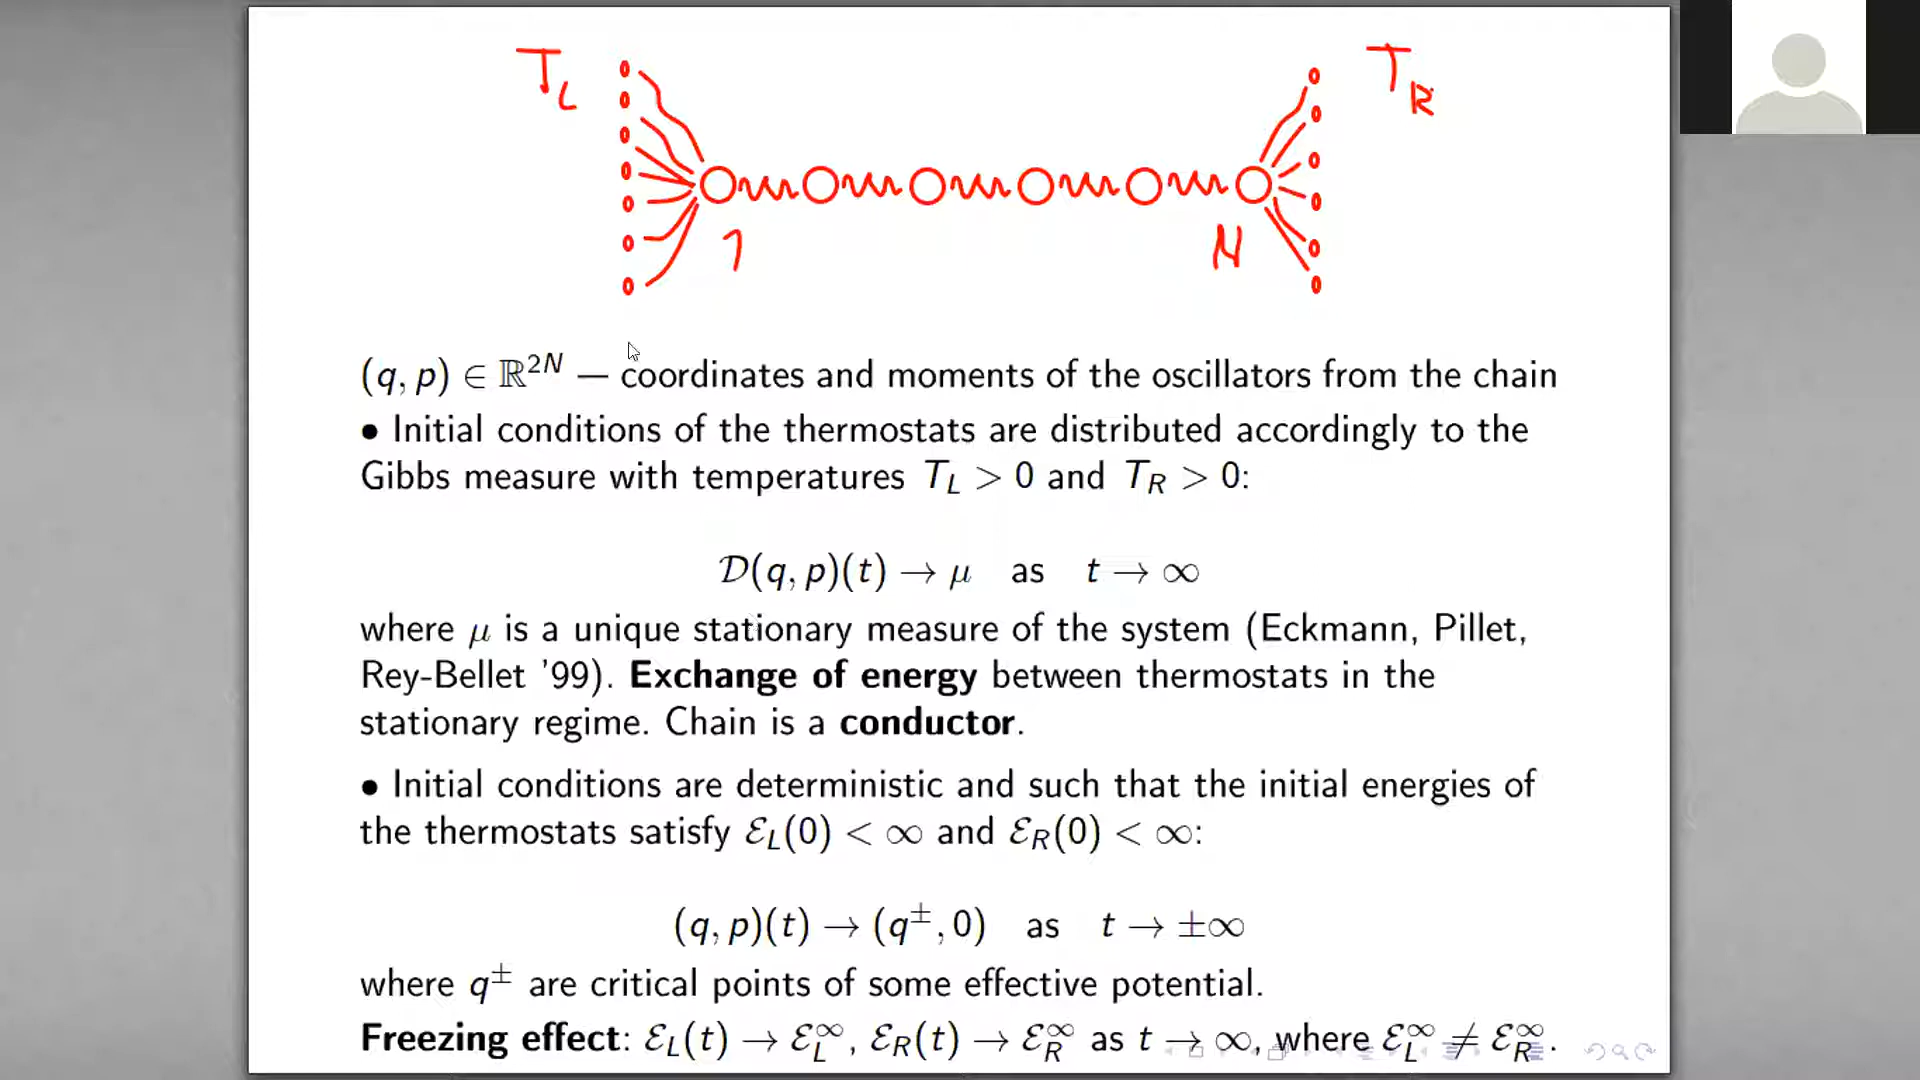 T_L T_R
1 N
(q, p) ∈ ℝ^{2N} — coordinates and moments of the oscillators from the chain
• Initial conditions of the thermostats are distributed accordingly to the
Gibbs measure with temperatures T_L > 0 and T_R > 0:
𝒟(q, p)(t) → μ as t → ∞
where μ is a unique stationary measure of the system (Eckmann, Pillet,
Rey-Bellet '99). Exchange of energy between thermostats in the
stationary regime. Chain is a conductor.
• Initial conditions are deterministic and such that the initial energies of
the thermostats satisfy ℰ_L(0) < ∞ and ℰ_R(0) < ∞:
(q, p)(t) → (q^±, 0) as t → ±∞
where q^± are critical points of some effective potential.
Freezing effect: ℰ_L(t) → ℰ_L^∞, ℰ_R(t) → ℰ_R^∞ as t → ∞, where ℰ_L^∞ ≠ ℰ_R^∞.